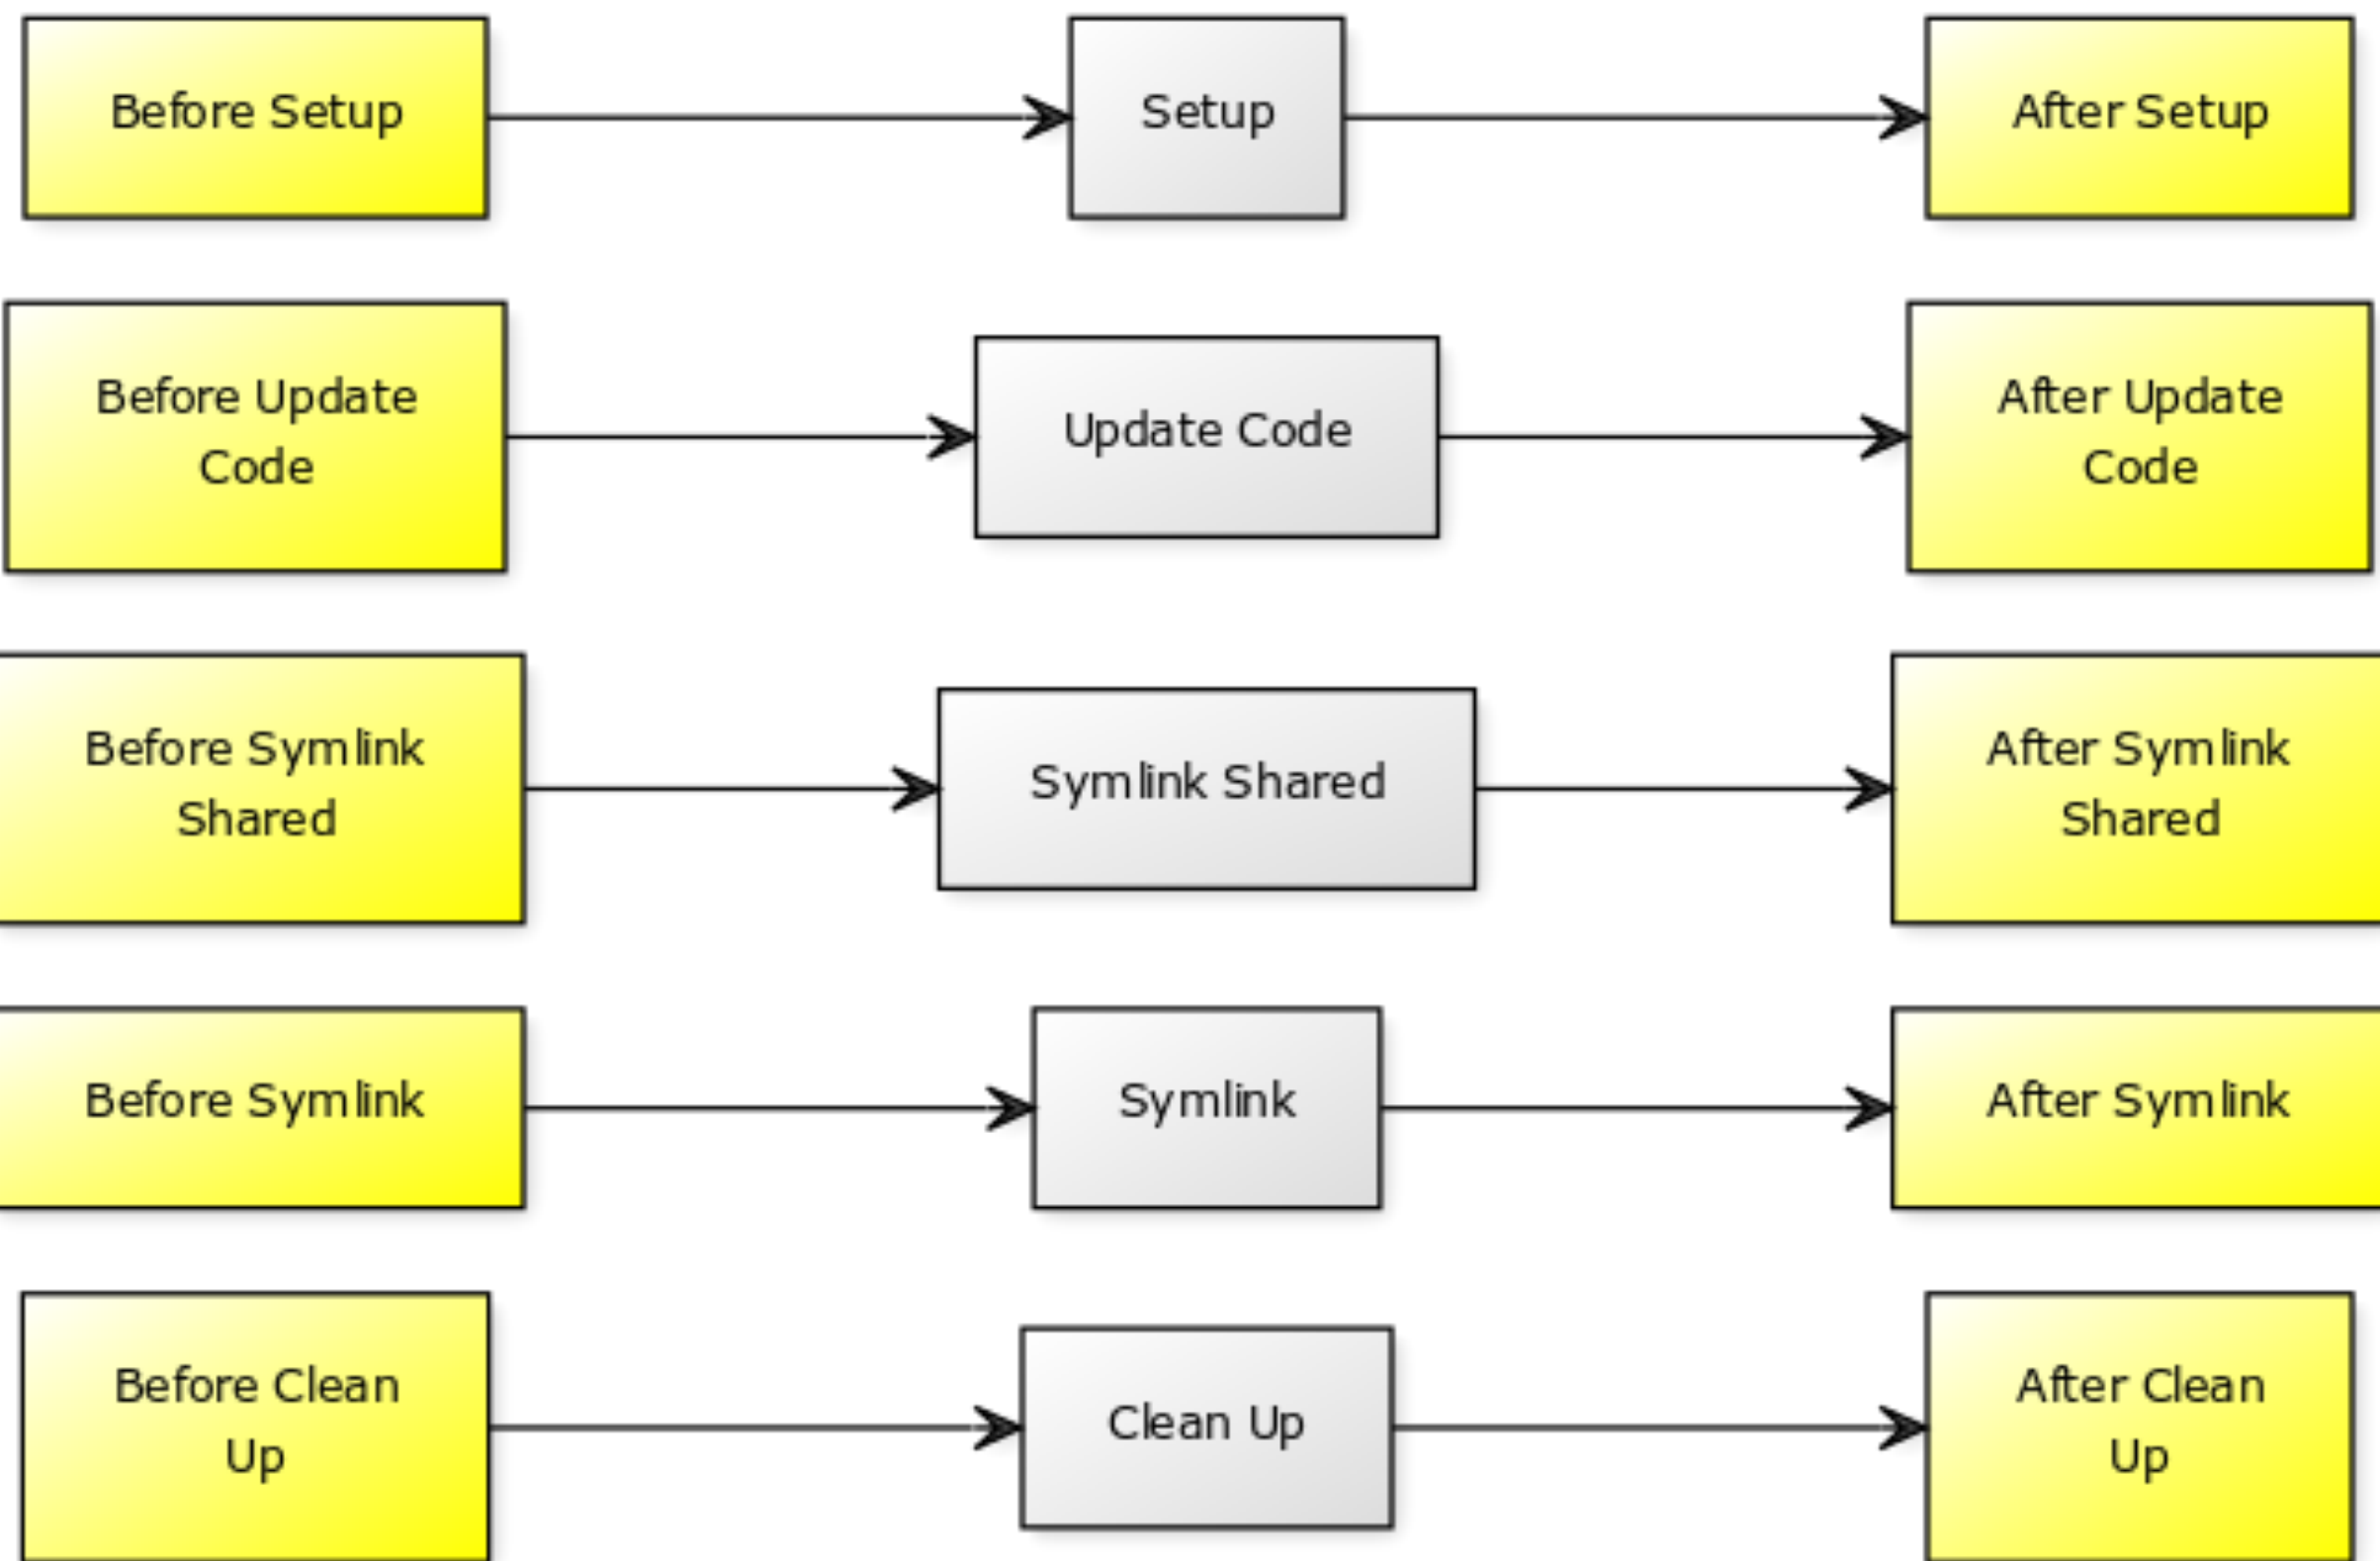 Before Setup
Setup
After Setup
Before Update
Code
Update Code
After Update
Code
Before Symlink
Shared
Symlink Shared
After Symlink
Shared
Before Symlink
Symlink
After Symlink
Before Clean
Up
Clean Up
After Clean
Up